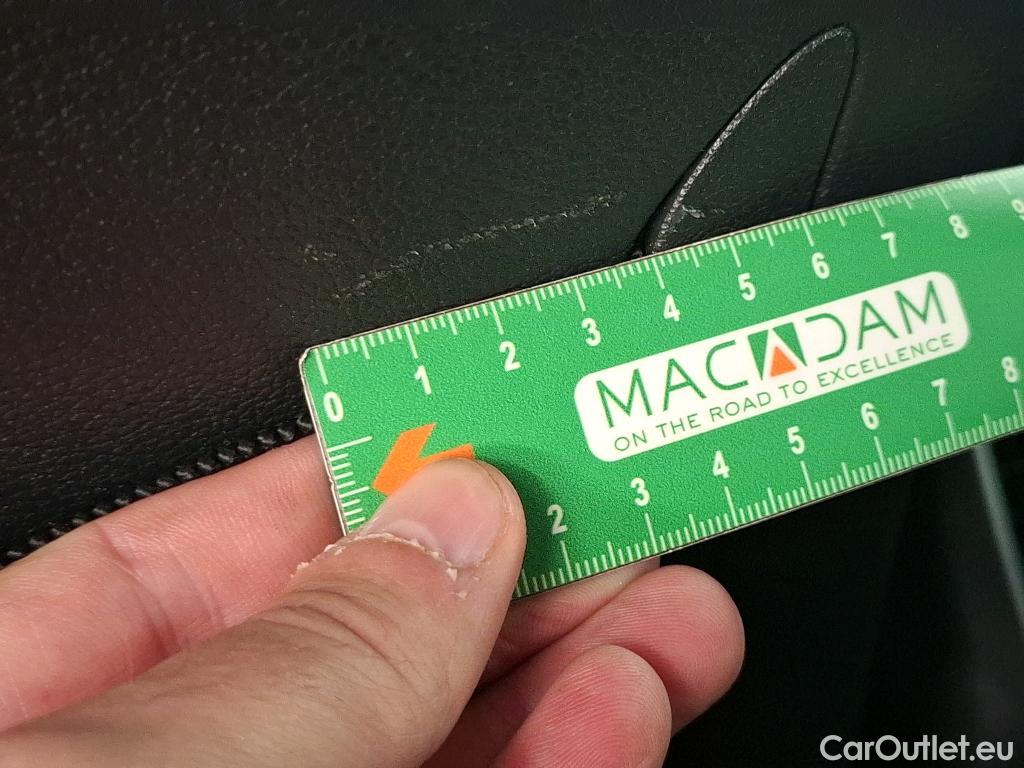 0 1 2 3 4 5 6 7 8 9
MACADAM
ON THE ROAD TO EXCELLENCE
2 3 4 5 6 7 8
CarOutlet.eu